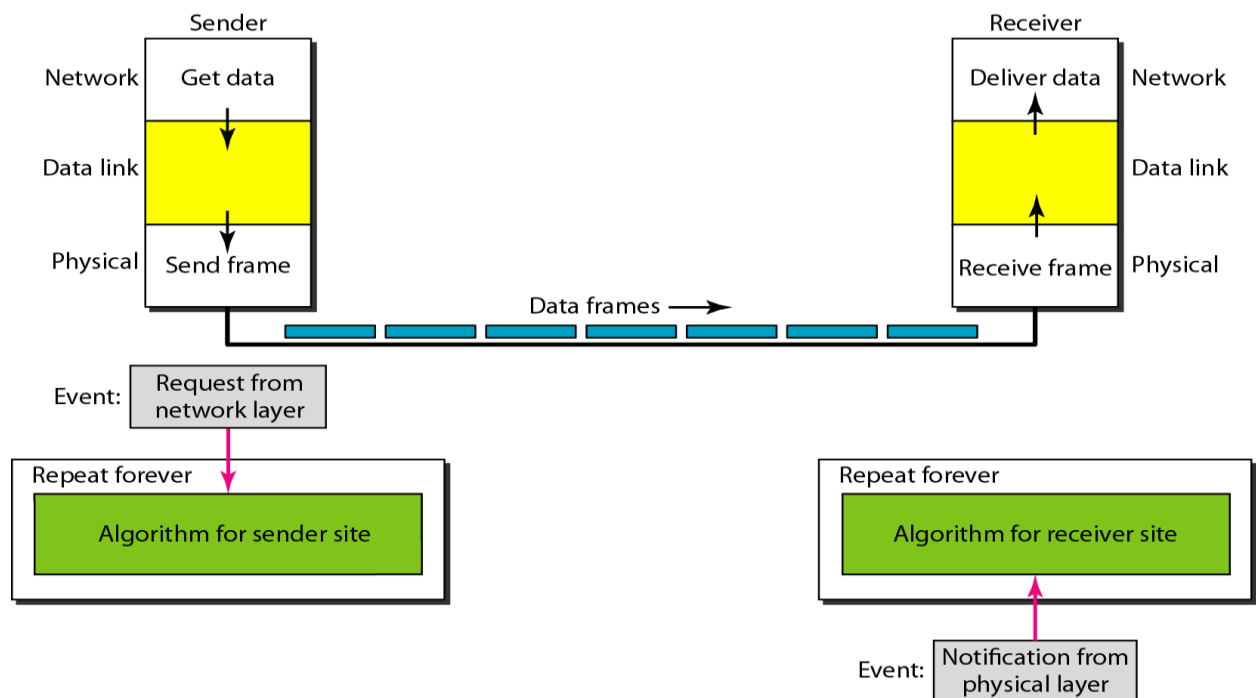 Sender
Receiver
Network
Get data
Deliver data
Network
Data link
Data link
Physical
Send frame
Receive frame
Physical
Data frames
Event:
Request from
network layer
Repeat forever
Algorithm for sender site
Repeat forever
Algorithm for receiver site
Event:
Notification from
physical layer